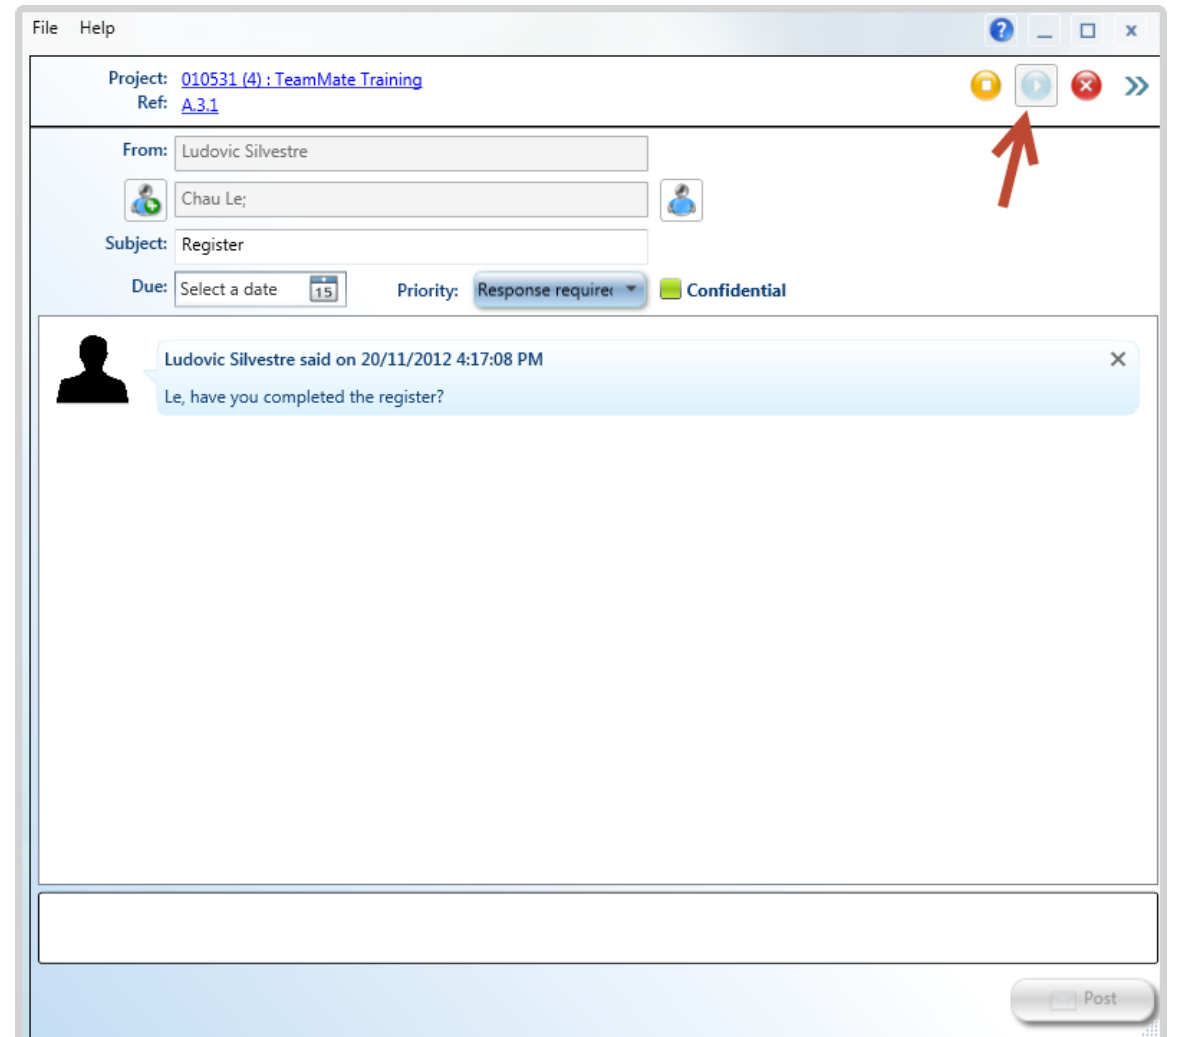 File Help
Project: 010531 (4) : TeamMate Training
Ref: A.3.1
From: Ludovic Silvestre
Chau Le;
Subject: Register
Due: Select a date 15 Priority: Response require Confidential
Ludovic Silvestre said on 20/11/2012 4:17:08 PM
Le, have you completed the register?
Post